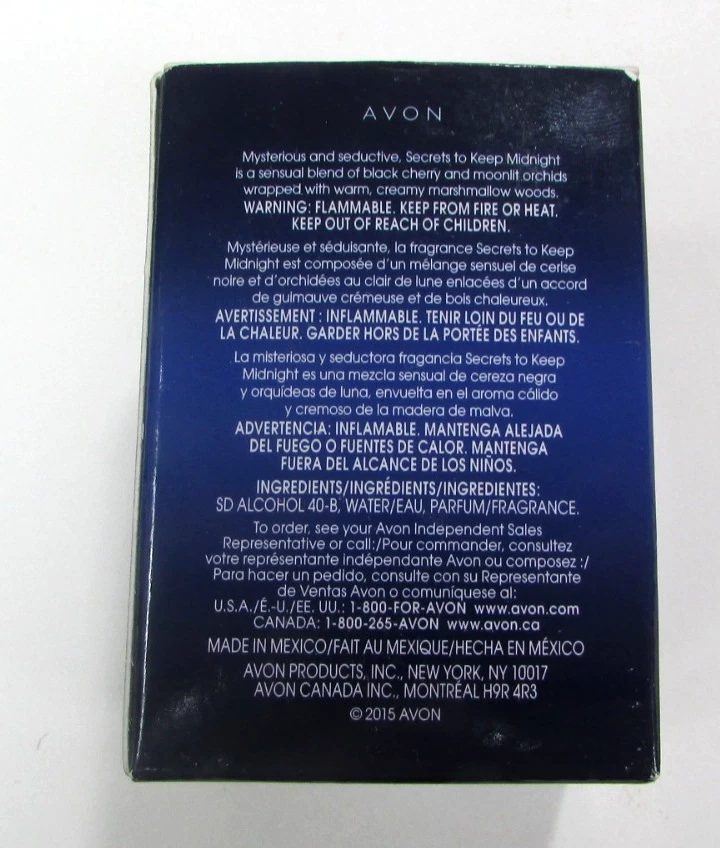 AVON
Mysterious and seductive, Secrets to Keep Midnight
is a sensual blend of black cherry and moonlit orchids
wrapped with warm, creamy marshmallow woods.
WARNING: FLAMMABLE. KEEP FROM FIRE OR HEAT.
KEEP OUT OF REACH OF CHILDREN.
Mystérieuse et séduisante, la fragrance Secrets to Keep
Midnight est composée d'un mélange sensuel de cerise
noire et d'orchidées au clair de lune enlacées d'un accord
de guimauve crémeuse et de bois chaleureux.
AVERTISSEMENT : INFLAMMABLE. TENIR LOIN DU FEU OU DE
LA CHALEUR. GARDER HORS DE LA PORTÉE DES ENFANTS.
La misteriosa y seductora fragancia Secrets to Keep
Midnight es una mezcla sensual de cereza negra
y orquídeas de luna, envuelta en el aroma cálido
y cremoso de la madera de malva.
ADVERTENCIA: INFLAMABLE. MANTENGA ALEJADA
DEL FUEGO O FUENTES DE CALOR. MANTENGA
FUERA DEL ALCANCE DE LOS NIÑOS.
INGREDIENTS/INGRÉDIENTS/INGREDIENTES:
SD ALCOHOL 40-B, WATER/EAU, PARFUM/FRAGRANCE.
To order, see your Avon Independent Sales
Representative or call:/Pour commander, consultez
votre représentante indépendante Avon ou composez :/
Para hacer un pedido, consulte con su Representante
de Ventas Avon o comuníquese al:
U.S.A./É.-U./EE. UU.: 1-800-FOR-AVON www.avon.com
CANADA: 1-800-265-AVON www.avon.ca
MADE IN MEXICO/FAIT AU MEXIQUE/HECHA EN MÉXICO
AVON PRODUCTS, INC., NEW YORK, NY 10017
AVON CANADA INC., MONTRÉAL H9R 4R3
© 2015 AVON